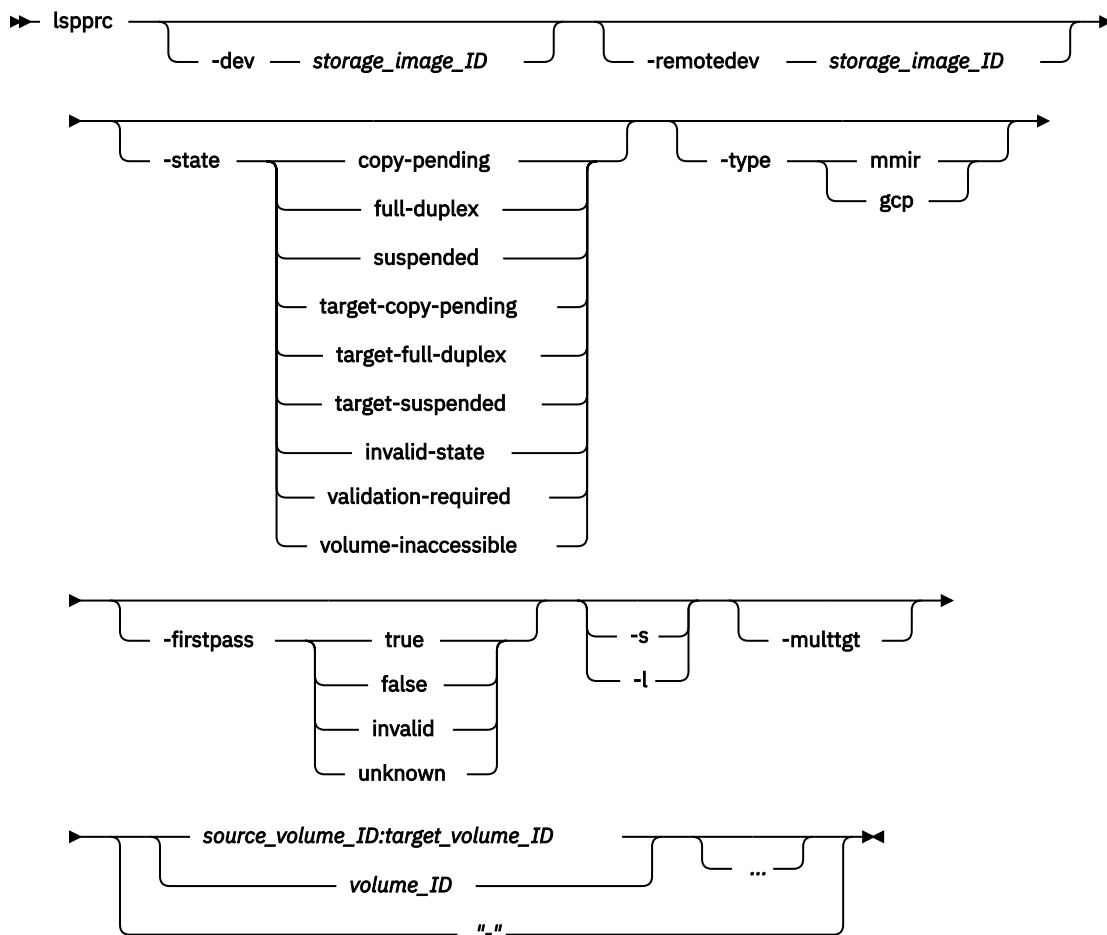 lspprc
-dev storage_image_ID -remotedev storage_image_ID
-state copy-pending -type mmir
full-duplex gcp
suspended
target-copy-pending
target-full-duplex
target-suspended
invalid-state
validation-required
volume-inaccessible
-firstpass true -s -multtgt
false -l
invalid
unknown
source_volume_ID:target_volume_ID
volume_ID ...
"-"